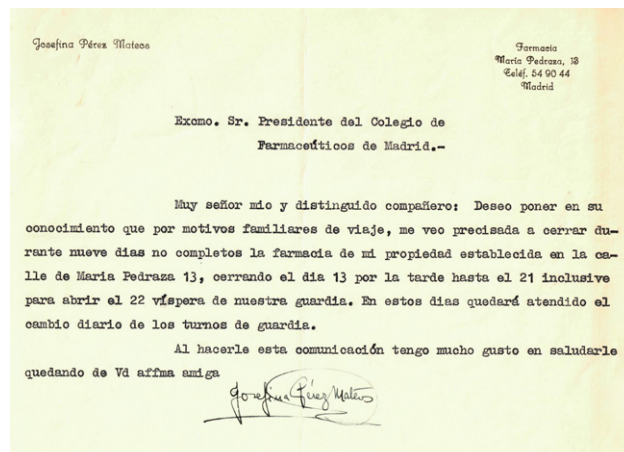 Josefina Pérez Mateos
Farmacia
María Pedraza, 13
Teléf. 54 90 44
Madrid
Excmo. Sr. Presidente del Colegio de
Farmacéuticos de Madrid.-
Muy señor mio y distinguido compañero: Deseo poner en su
conocimiento que por motivos familiares de viaje, me veo precisada a cerrar du-
rante nueve dias no completos la farmacia de mi propiedad establecida en la ca-
lle de Maria Pedraza 13, cerrando el dia 13 por la tarde hasta el 21 inclusive
para abrir el 22 víspera de nuestra guardia. En estos dias quedará atendido el
cambio diario de los turnos de guardia.
Al hacerle esta comunicación tengo mucho gusto en saludarle
quedando de Vd affma amiga
Josefina Pérez Mateos